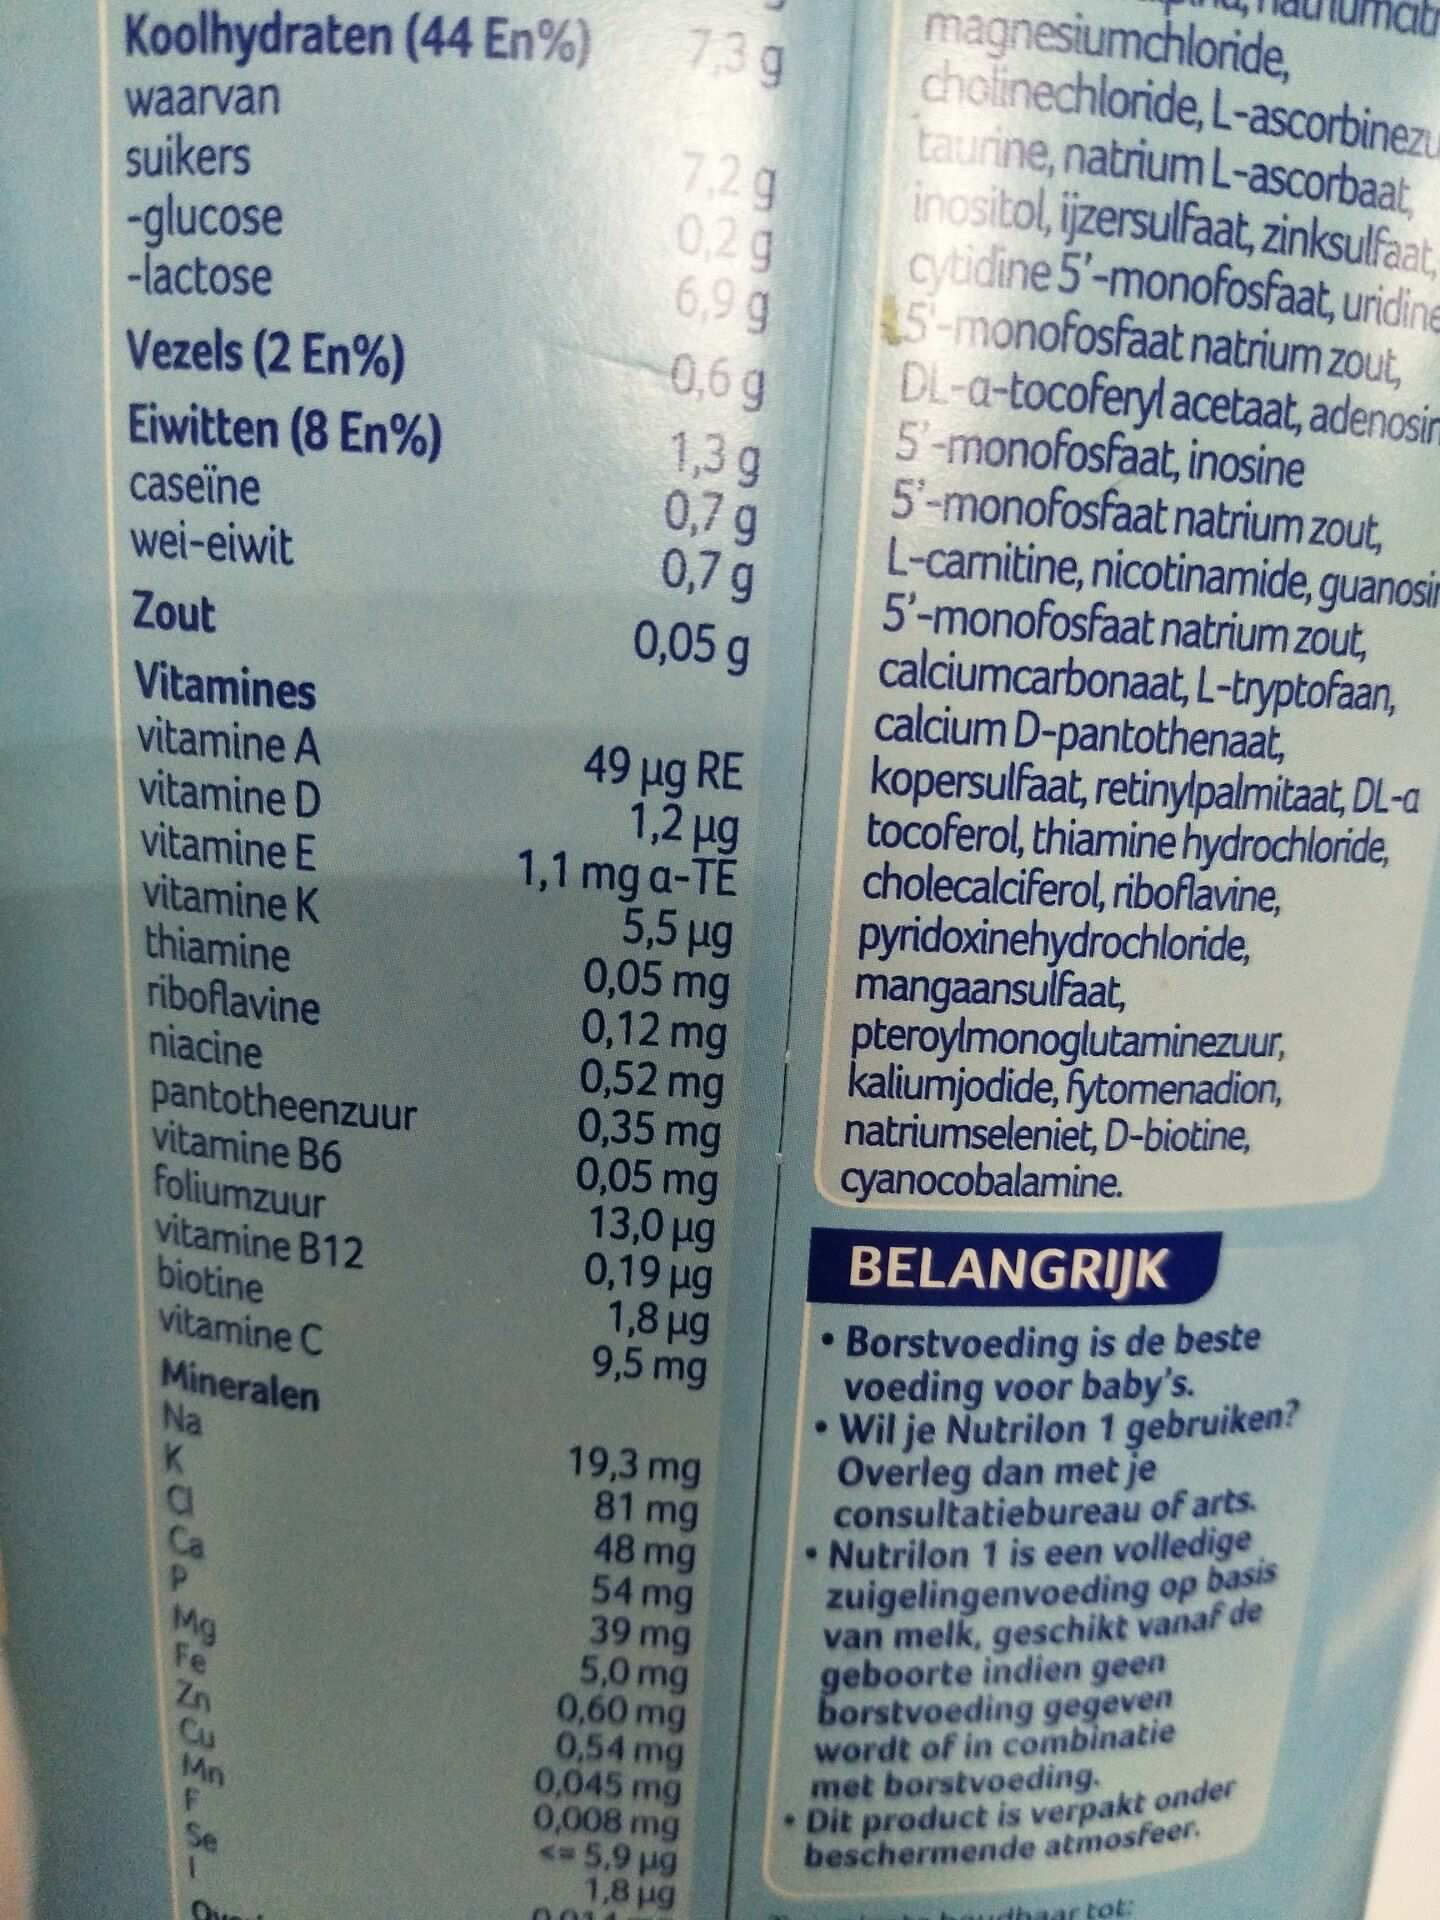 Koolhydraten (44 En%) 7,3 g
waarvan
suikers 7,2 g
-glucose 0,2 g
-lactose 6,9 g
Vezels (2 En%) 0,6 g
Eiwitten (8 En%) 1,3 g
caseïne 0,7 g
wei-eiwit 0,7 g
Zout 0,05 g
Vitamines
vitamine A 49 µg RE
vitamine D 1,2 µg
vitamine E 1,1 mg α-TE
vitamine K 5,5 µg
thiamine 0,05 mg
riboflavine 0,12 mg
niacine 0,52 mg
pantotheenzuur 0,35 mg
vitamine B6 0,05 mg
foliumzuur 13,0 µg
vitamine B12 0,19 µg
biotine 1,8 µg
vitamine C 9,5 mg
Mineralen
Na 19,3 mg
K 81 mg
Cl 48 mg
Ca 54 mg
P 39 mg
Mg 5,0 mg
Fe 0,60 mg
Zn 0,54 mg
Cu 0,045 mg
Mn 0,008 mg
F <= 5,9 µg
Se 1,8 µg
I
magnesiumchloride,
cholinechloride, L-ascorbinezu
taurine, natrium L-ascorbaat,
inositol, ijzersulfaat, zinksulfaat,
cytidine 5'-monofosfaat, uridine
5'-monofosfaat natrium zout,
DL-α-tocoferyl acetaat, adenosin
5'-monofosfaat, inosine
5'-monofosfaat natrium zout,
L-carnitine, nicotinamide, guanosin
5'-monofosfaat natrium zout,
calciumcarbonaat, L-tryptofaan,
calcium D-pantothenaat,
kopersulfaat, retinylpalmitaat, DL-α
tocoferol, thiamine hydrochloride,
cholecalciferol, riboflavine,
pyridoxinehydrochloride,
mangaansulfaat,
pteroylmonoglutaminezuur,
kaliumjodide, fytomenadion,
natriumseleniet, D-biotine,
cyanocobalamine.
BELANGRIJK
• Borstvoeding is de beste
voeding voor baby's.
• Wil je Nutrilon 1 gebruiken?
Overleg dan met je
consultatiebureau of arts.
• Nutrilon 1 is een volledige
zuigelingenvoeding op basis
van melk, geschikt vanaf de
geboorte indien geen
borstvoeding gegeven
wordt of in combinatie
met borstvoeding.
• Dit product is verpakt onder
beschermende atmosfeer.
houdbaar tot: